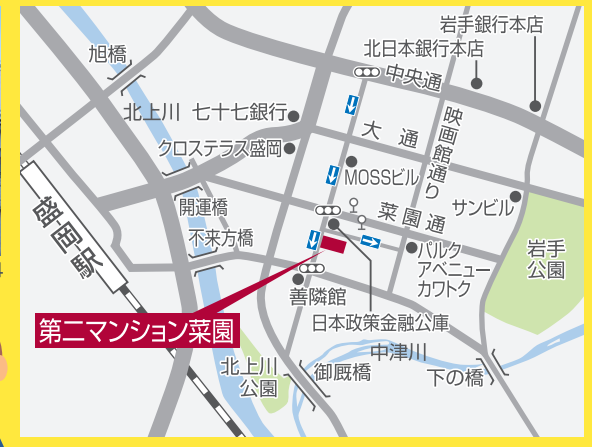 岩手銀行本店
北日本銀行本店
旭橋
中央通
北上川
七十七銀行
大通
映画館通り
クロステラス盛岡
MOSSビル
開運橋
菜園通
サンビル
盛岡駅
不来方橋
パルク
アベニュー
カワトク
岩手
公園
善隣館
日本政策金融公庫
第二マンション菜園
中津川
北上川
公園
御厩橋
下の橋